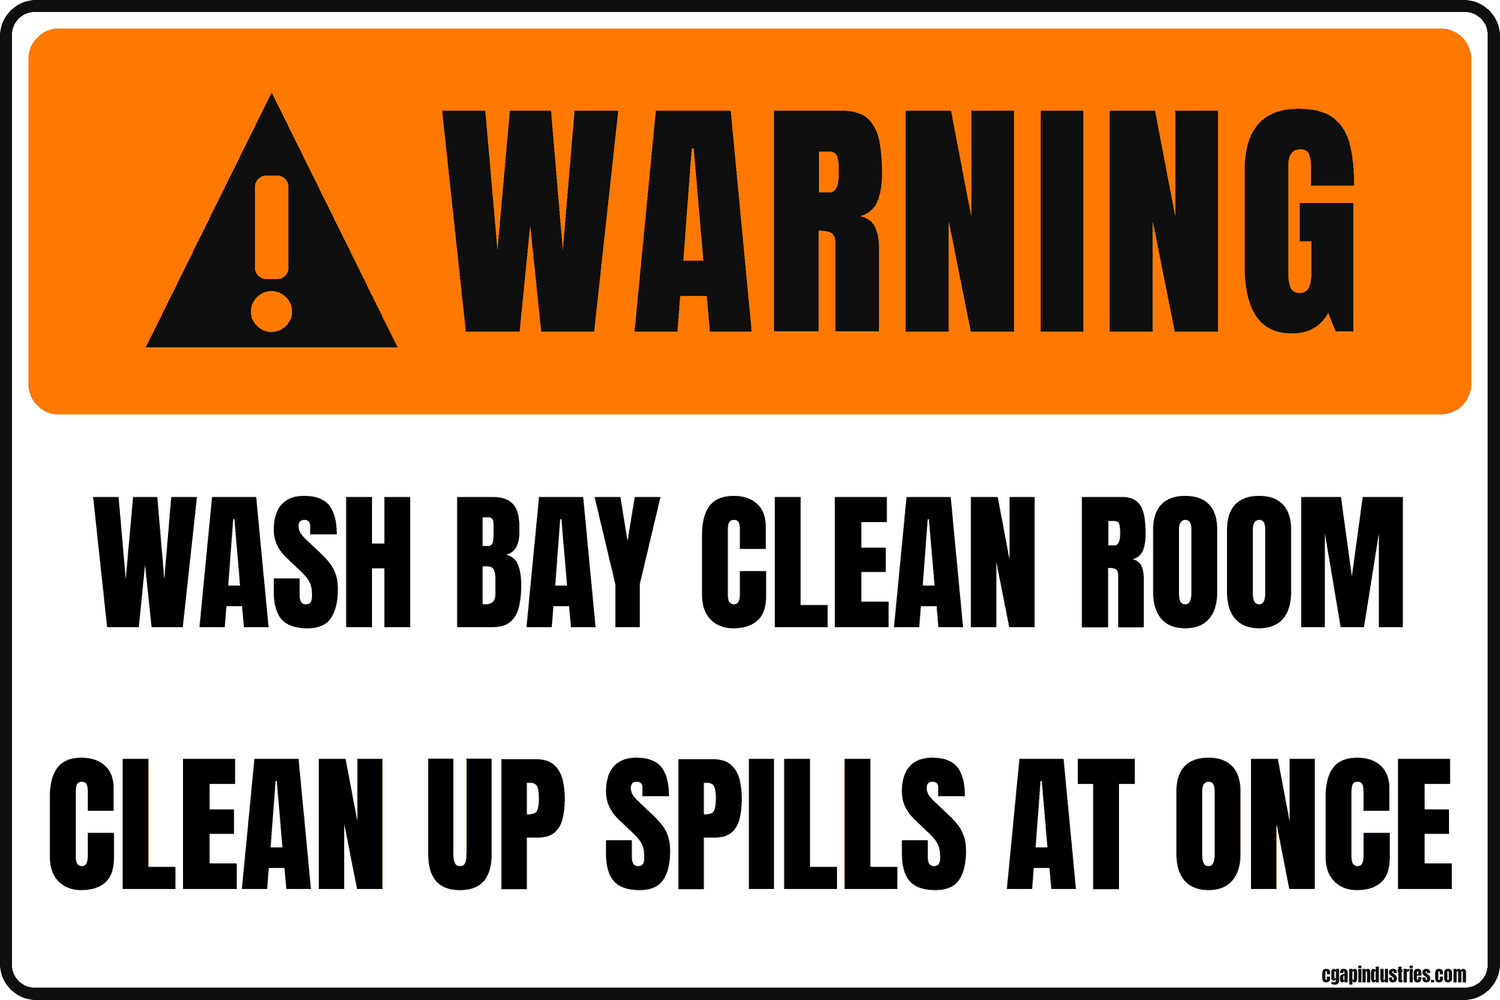 WARNING
WASH BAY CLEAN ROOM
CLEAN UP SPILLS AT ONCE
cgapindustries.com